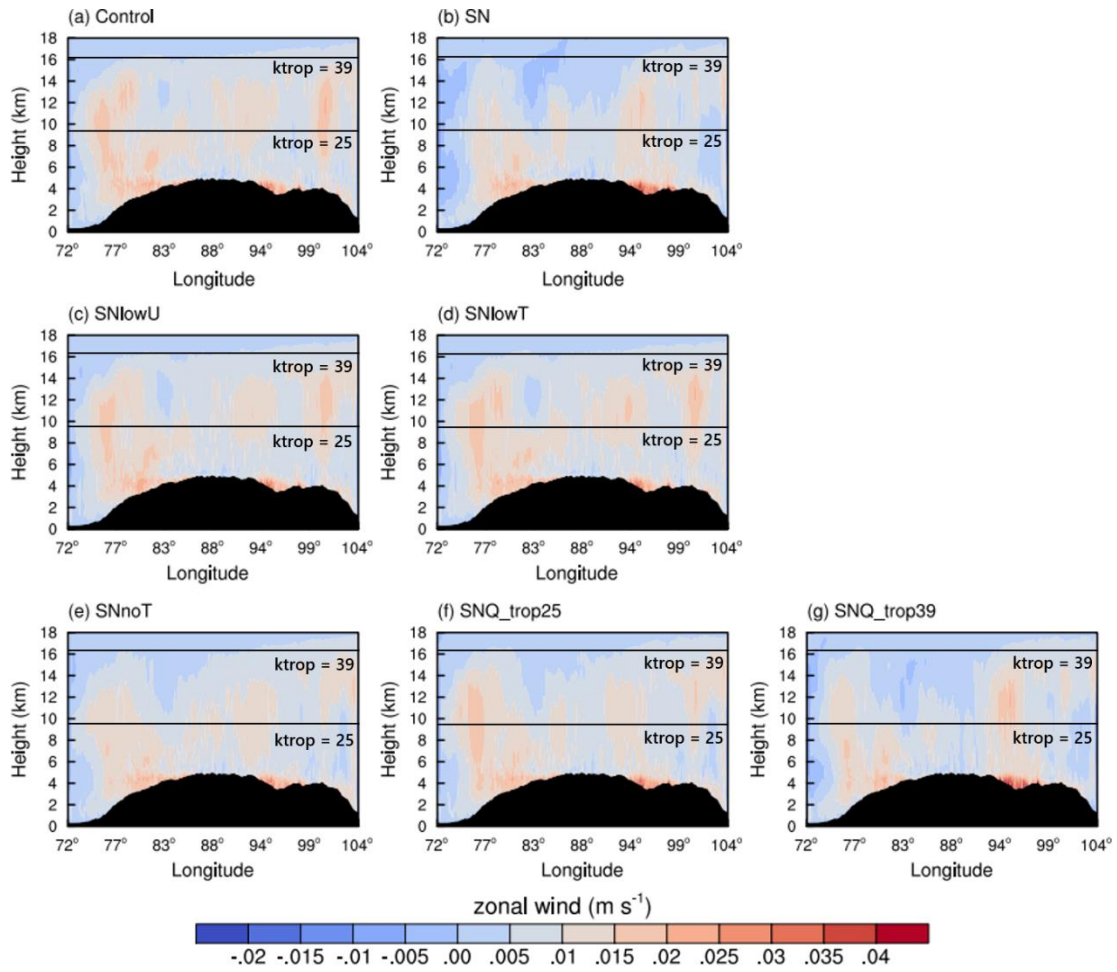 (a) Control
(b) SN
18
16
14
12
10
8
6
4
2
0
Height (km)
ktrop = 39
ktrop = 25
72° 77° 83° 88° 94° 99° 104°
Longitude
18
16
14
12
10
8
6
4
2
0
Height (km)
ktrop = 39
ktrop = 25
72° 77° 83° 88° 94° 99° 104°
Longitude
(c) SNlowU
(d) SNlowT
18
16
14
12
10
8
6
4
2
0
Height (km)
ktrop = 39
ktrop = 25
72° 77° 83° 88° 94° 99° 104°
Longitude
18
16
14
12
10
8
6
4
2
0
Height (km)
ktrop = 39
ktrop = 25
72° 77° 83° 88° 94° 99° 104°
Longitude
(e) SNnoT
(f) SNQ_trop25
(g) SNQ_trop39
18
16
14
12
10
8
6
4
2
0
Height (km)
ktrop = 39
ktrop = 25
72° 77° 83° 88° 94° 99° 104°
Longitude
18
16
14
12
10
8
6
4
2
0
Height (km)
ktrop = 39
ktrop = 25
72° 77° 83° 88° 94° 99° 104°
Longitude
18
16
14
12
10
8
6
4
2
0
Height (km)
ktrop = 39
ktrop = 25
72° 77° 83° 88° 94° 99° 104°
Longitude
zonal wind (m s⁻¹)
-.02 -.015 -.01 -.005 .00 .005 .01 .015 .02 .025 .03 .035 .04